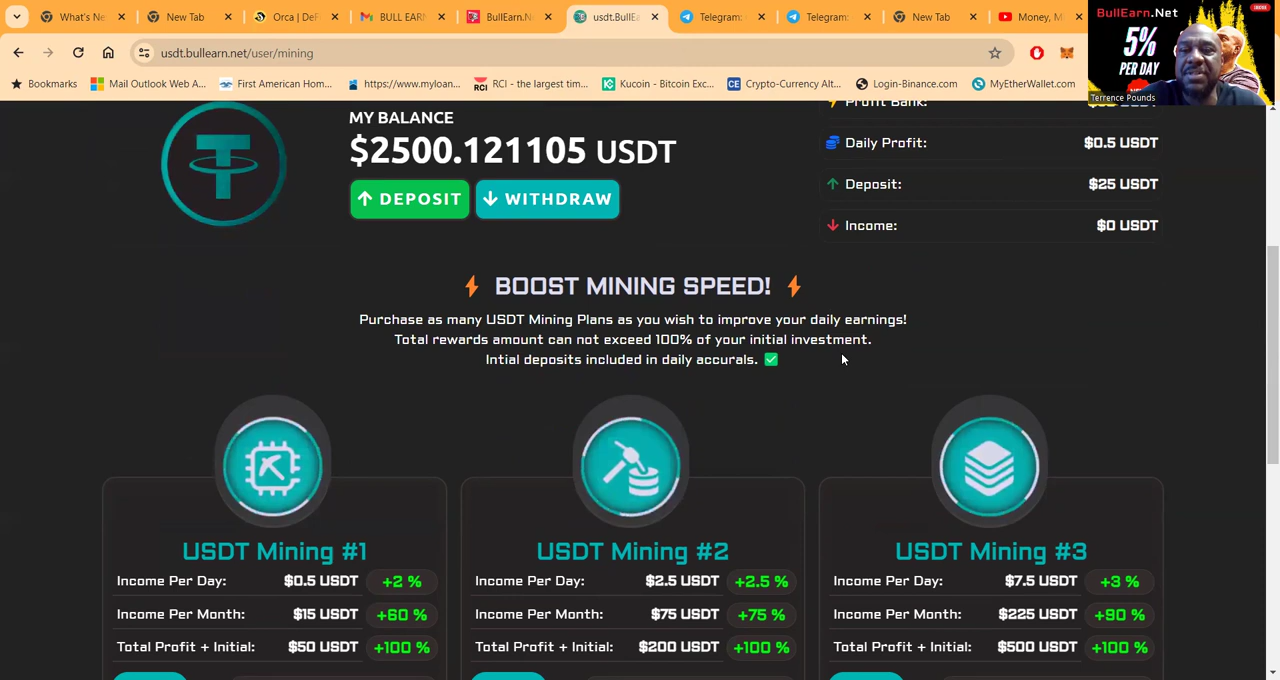 What's Ne
New Tab
Orca | DeF
BULL EARN
BullEarn.N
usdt.BullEa
Telegram:
Telegram:
New Tab
Money, M
usdt.bullearn.net/user/mining
Bookmarks
Mail Outlook Web A...
First American Hom...
https://www.myloan...
RCI - the largest tim...
Kucoin - Bitcoin Exc...
Crypto-Currency Alt...
Login-Binance.com
MyEtherWallet.com
BullEarn.Net
5%
PER DAY
Terrence Pounds
MY BALANCE
$2500.121105 USDT
DEPOSIT
WITHDRAW
Profit Bank:
Daily Profit: $0.5 USDT
Deposit: $25 USDT
Income: $0 USDT
BOOST MINING SPEED!
Purchase as many USDT Mining Plans as you wish to improve your daily earnings!
Total rewards amount can not exceed 100% of your initial investment.
Intial deposits included in daily accurals.
USDT Mining #1
Income Per Day: $0.5 USDT +2 %
Income Per Month: $15 USDT +60 %
Total Profit + Initial: $50 USDT +100 %
USDT Mining #2
Income Per Day: $2.5 USDT +2.5 %
Income Per Month: $75 USDT +75 %
Total Profit + Initial: $200 USDT +100 %
USDT Mining #3
Income Per Day: $7.5 USDT +3 %
Income Per Month: $225 USDT +90 %
Total Profit + Initial: $500 USDT +100 %